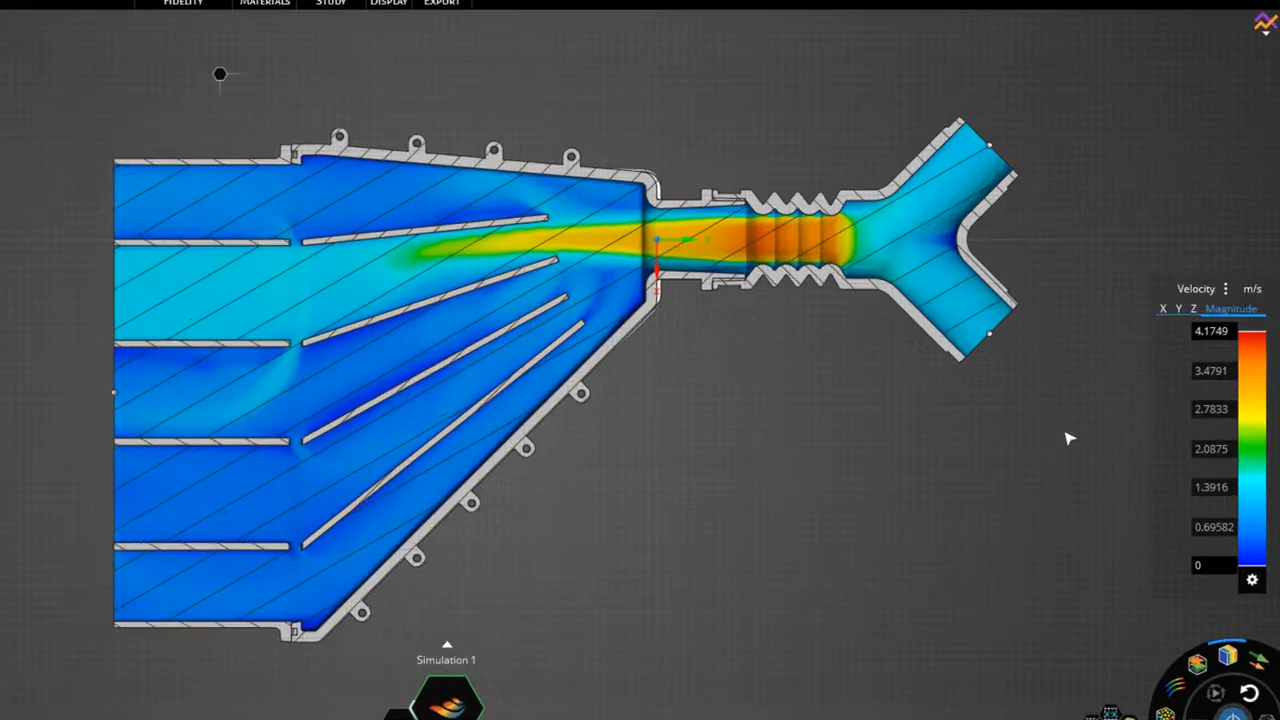 FIDELITY MATERIALS STUDY DISPLAY EXPORT
Velocity m/s
X Y Z Magnitude
4.1749
3.4791
2.7833
2.0875
1.3916
0.69582
0
Simulation 1